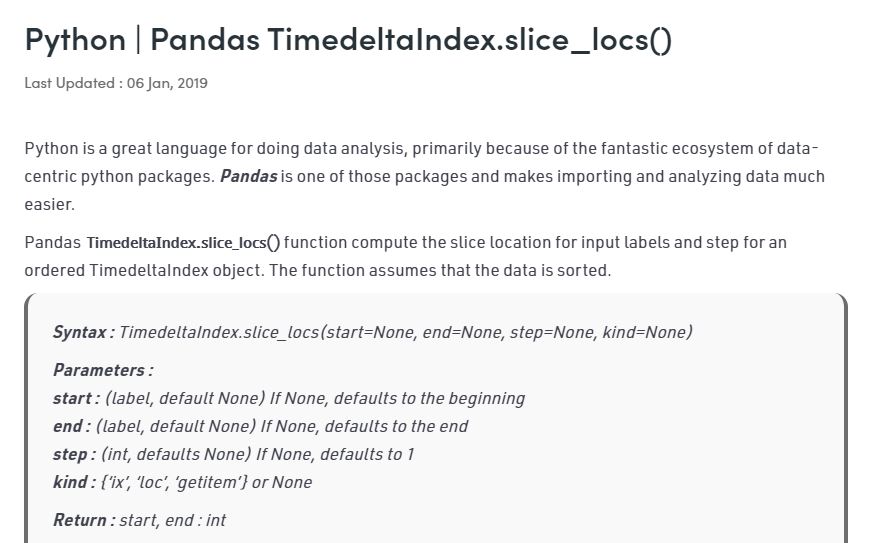 Python | Pandas TimedeltaIndex.slice_locs()
Last Updated : 06 Jan, 2019
Python is a great language for doing data analysis, primarily because of the fantastic ecosystem of data-
centric python packages. Pandas is one of those packages and makes importing and analyzing data much
easier.
Pandas TimedeltaIndex.slice_locs() function compute the slice location for input labels and step for an
ordered TimedeltaIndex object. The function assumes that the data is sorted.
Syntax : TimedeltaIndex.slice_locs(start=None, end=None, step=None, kind=None)
Parameters :
start : (label, default None) If None, defaults to the beginning
end : (label, default None) If None, defaults to the end
step : (int, defaults None) If None, defaults to 1
kind : {‘ix’, ‘loc’, ‘getitem’} or None
Return : start, end : int